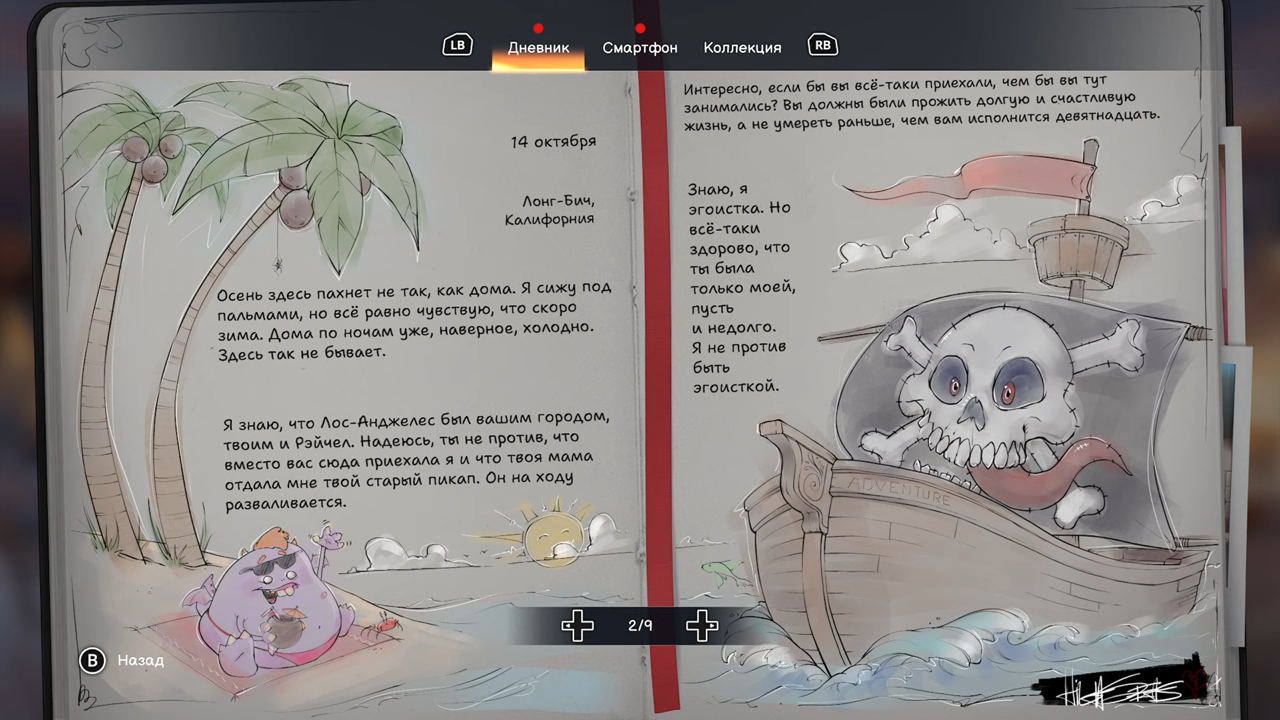 LB
Дневник
Смартфон
Коллекция
RB
14 октября
Лонг-Бич,
Калифорния
Осень здесь пахнет не так, как дома. Я сижу под
пальмами, но всё равно чувствую, что скоро
зима. Дома по ночам уже, наверное, холодно.
Здесь так не бывает.
Я знаю, что Лос-Анджелес был вашим городом,
твоим и Рэйчел. Надеюсь, ты не против, что
вместо вас сюда приехала я и что твоя мама
отдала мне твой старый пикап. Он на ходу
разваливается.
Интересно, если бы вы всё-таки приехали, чем бы вы тут
занимались? Вы должны были прожить долгую и счастливую
жизнь, а не умереть раньше, чем вам исполнится девятнадцать.
Знаю, я
эгоистка. Но
всё-таки
здорово, что
ты была
только моей,
пусть
и недолго.
Я не против
быть
эгоисткой.
ADVENTURE
2/9
B
Назад